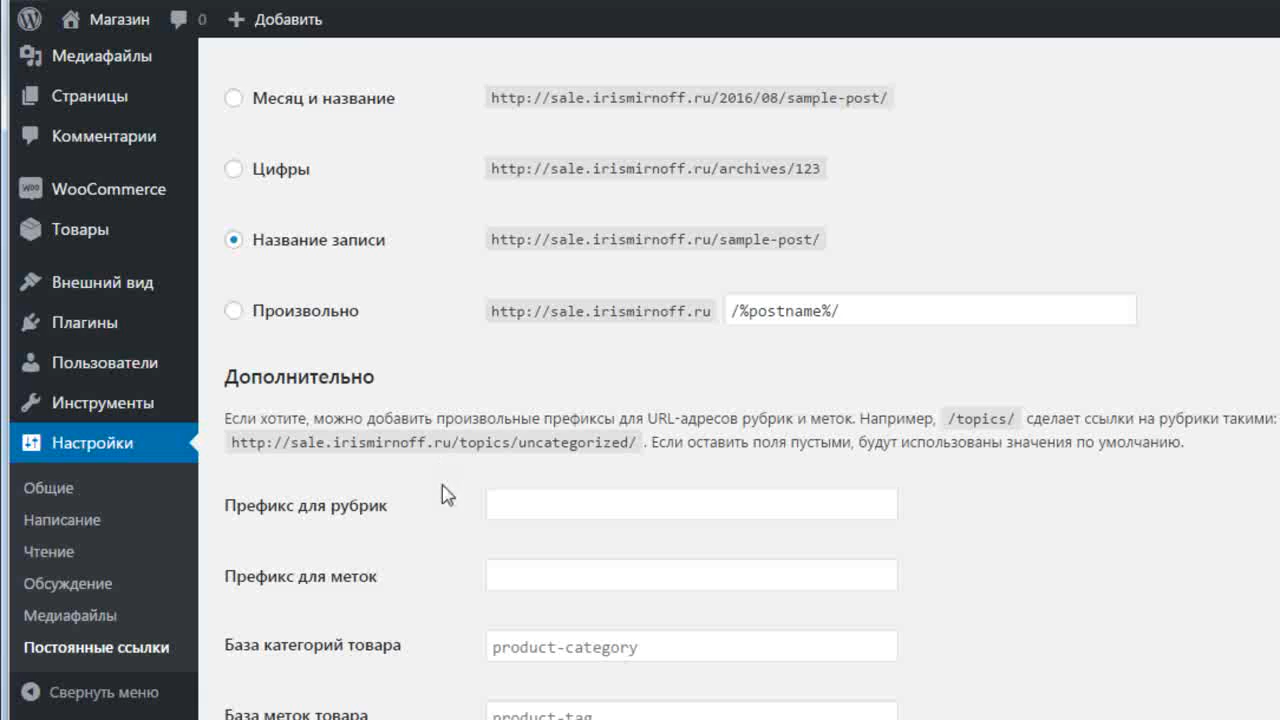 Магазин 0 Добавить
Медиафайлы
Страницы
Комментарии
WooCommerce
Товары
Внешний вид
Плагины
Пользователи
Инструменты
Настройки
Общие
Написание
Чтение
Обсуждение
Медиафайлы
Постоянные ссылки
Свернуть меню
Месяц и название http://sale.irismirnoff.ru/2016/08/sample-post/
Цифры http://sale.irismirnoff.ru/archives/123
Название записи http://sale.irismirnoff.ru/sample-post/
Произвольно http://sale.irismirnoff.ru /%postname%/
Дополнительно
Если хотите, можно добавить произвольные префиксы для URL-адресов рубрик и меток. Например, /topics/ сделает ссылки на рубрики такими:
http://sale.irismirnoff.ru/topics/uncategorized/ . Если оставить поля пустыми, будут использованы значения по умолчанию.
Префикс для рубрик
Префикс для меток
База категорий товара product-category
База меток товара product-tag